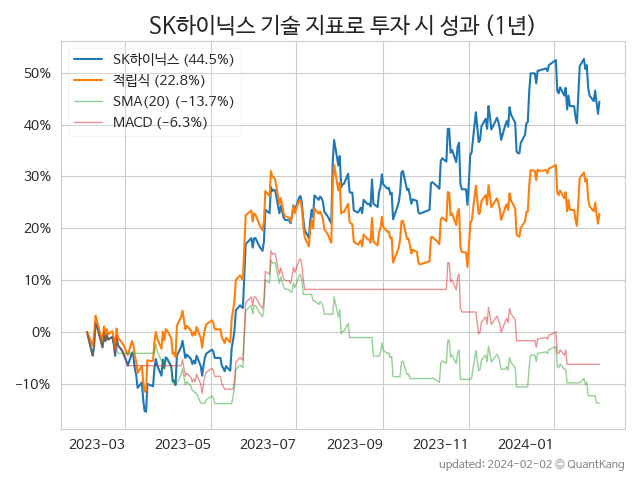 SK하이닉스 기술 지표로 투자 시 성과 (1년)
SK하이닉스 (44.5%)
적립식 (22.8%)
SMA(20) (−13.7%)
MACD (−6.3%)
50%
40%
30%
20%
10%
0%
−10%
2023-03 2023-05 2023-07 2023-09 2023-11 2024-01
updated: 2024-02-02 © QuantKang